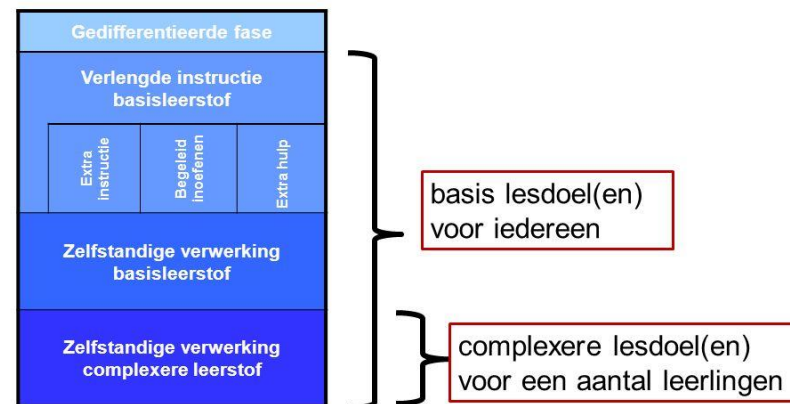 Gedifferentieerde fase
Verlengde instructie
basisleerstof
Extra
instructie
Begeleid
inoefenen
Extra hulp
Zelfstandige verwerking
basisleerstof
Zelfstandige verwerking
complexere leerstof
basis lesdoel(en)
voor iedereen
complexere lesdoel(en)
voor een aantal leerlingen